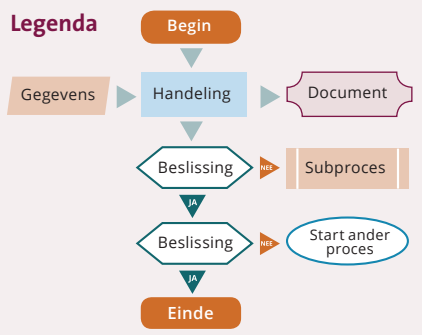 Legenda
Begin
Gegevens
Handeling
Document
Beslissing
NEE
Subproces
JA
Beslissing
NEE
Start ander
proces
JA
Einde